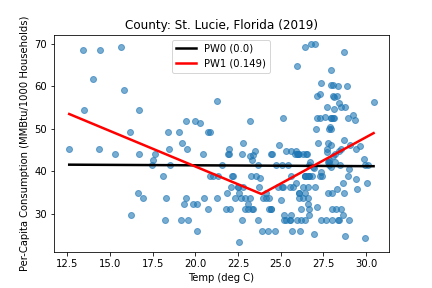 County: St. Lucie, Florida (2019)
PW0 (0.0)
PW1 (0.149)
Per-Capita Consumption (MMBtu/1000 Households)
70
60
50
40
30
12.5 15.0 17.5 20.0 22.5 25.0 27.5 30.0
Temp (deg C)